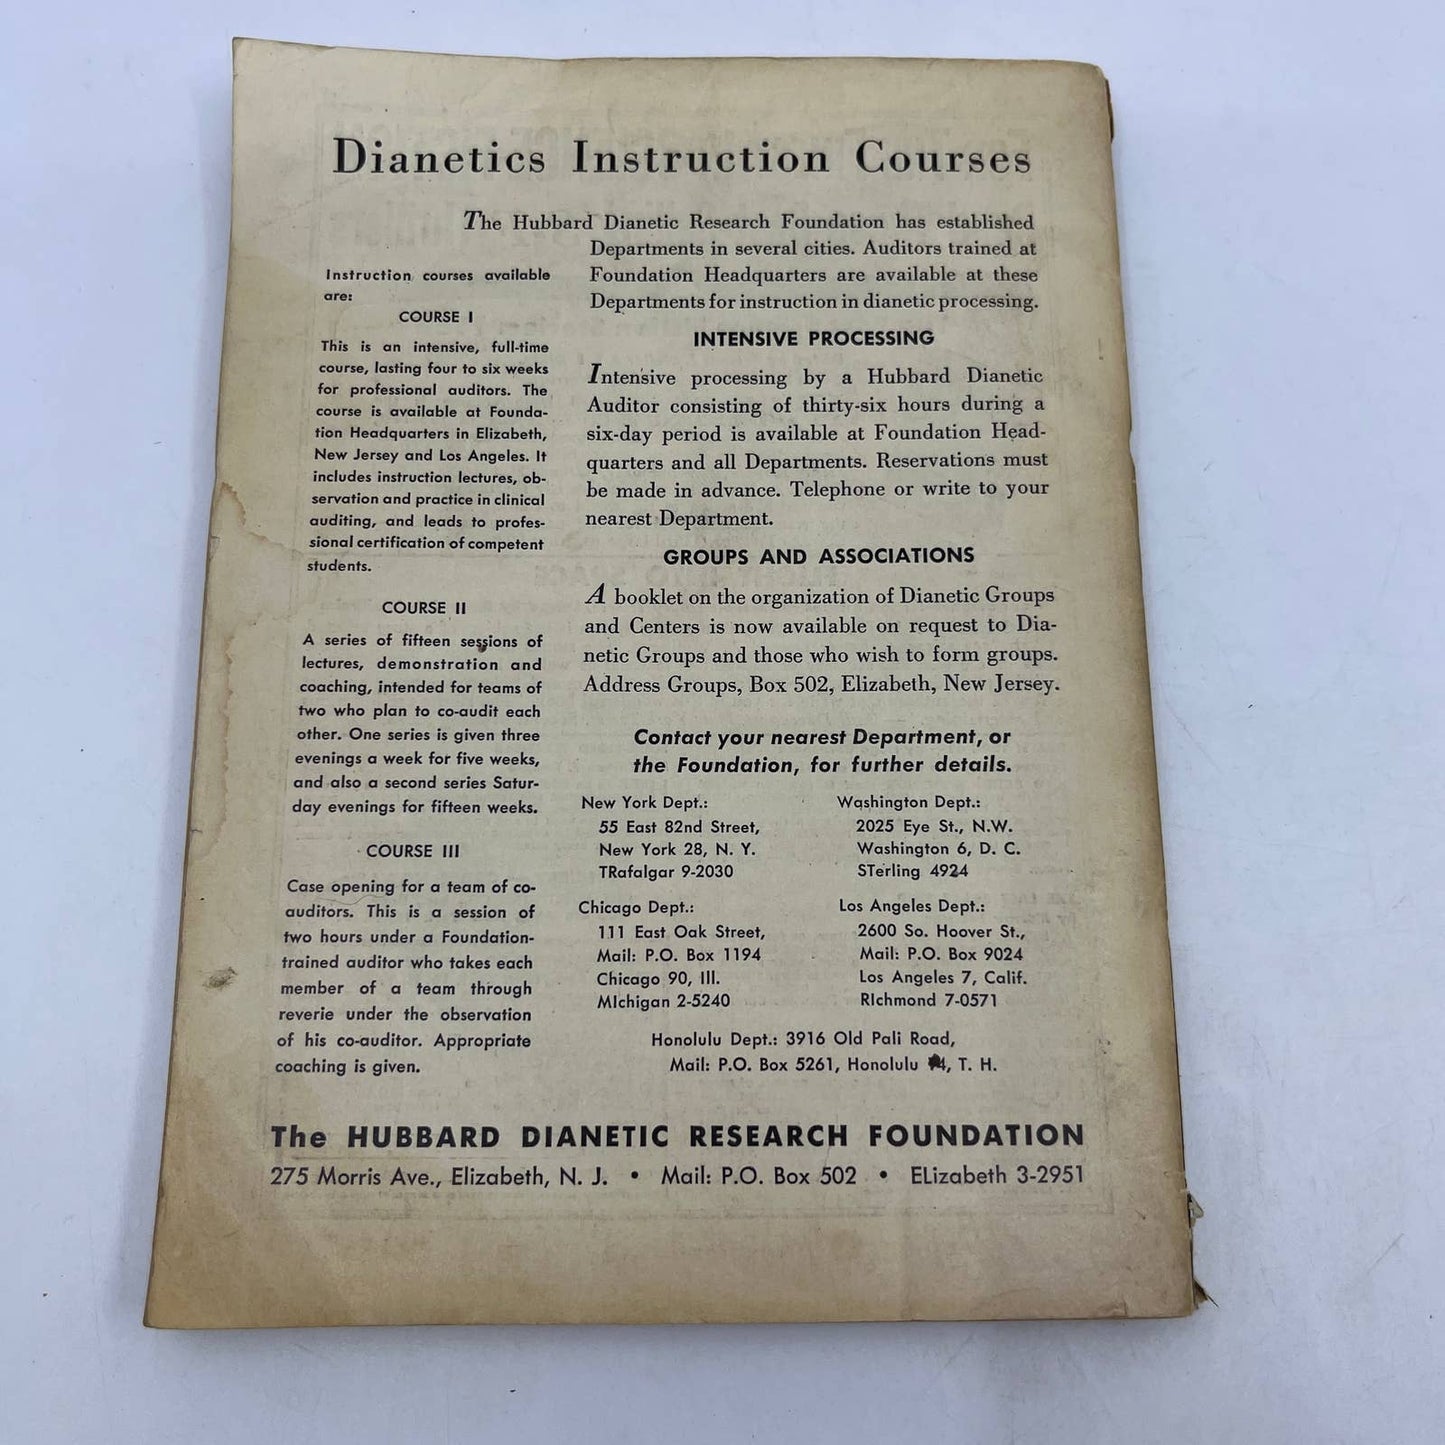 Dianetics Instruction Courses
The Hubbard Dianetic Research Foundation has established
Departments in several cities. Auditors trained at
Foundation Headquarters are available at these
Departments for instruction in dianetic processing.
Instruction courses available
are:
COURSE I
This is an intensive, full-time
course, lasting four to six weeks
for professional auditors. The
course is available at Founda-
tion Headquarters in Elizabeth,
New Jersey and Los Angeles. It
includes instruction lectures, ob-
servation and practice in clinical
auditing, and leads to profes-
sional certification of competent
students.
COURSE II
A series of fifteen sessions of
lectures, demonstration and
coaching, intended for teams of
two who plan to co-audit each
other. One series is given three
evenings a week for five weeks,
and also a second series Satur-
day evenings for fifteen weeks.
COURSE III
Case opening for a team of co-
auditors. This is a session of
two hours under a Foundation-
trained auditor who takes each
member of a team through
reverie under the observation
of his co-auditor. Appropriate
coaching is given.
INTENSIVE PROCESSING
Intensive processing by a Hubbard Dianetic
Auditor consisting of thirty-six hours during a
six-day period is available at Foundation Head-
quarters and all Departments. Reservations must
be made in advance. Telephone or write to your
nearest Department.
GROUPS AND ASSOCIATIONS
A booklet on the organization of Dianetic Groups
and Centers is now available on request to Dia-
netic Groups and those who wish to form groups.
Address Groups, Box 502, Elizabeth, New Jersey.
Contact your nearest Department, or
the Foundation, for further details.
New York Dept.:
55 East 82nd Street,
New York 28, N. Y.
TRafalgar 9-2030
Washington Dept.:
2025 Eye St., N.W.
Washington 6, D. C.
STerling 4924
Chicago Dept.:
111 East Oak Street,
Mail: P.O. Box 1194
Chicago 90, Ill.
MIchigan 2-5240
Los Angeles Dept.:
2600 So. Hoover St.,
Mail: P.O. Box 9024
Los Angeles 7, Calif.
RIchmond 7-0571
Honolulu Dept.: 3916 Old Pali Road,
Mail: P.O. Box 5261, Honolulu T. H.
The HUBBARD DIANETIC RESEARCH FOUNDATION
275 Morris Ave., Elizabeth, N. J. • Mail: P.O. Box 502 • ELizabeth 3-2951